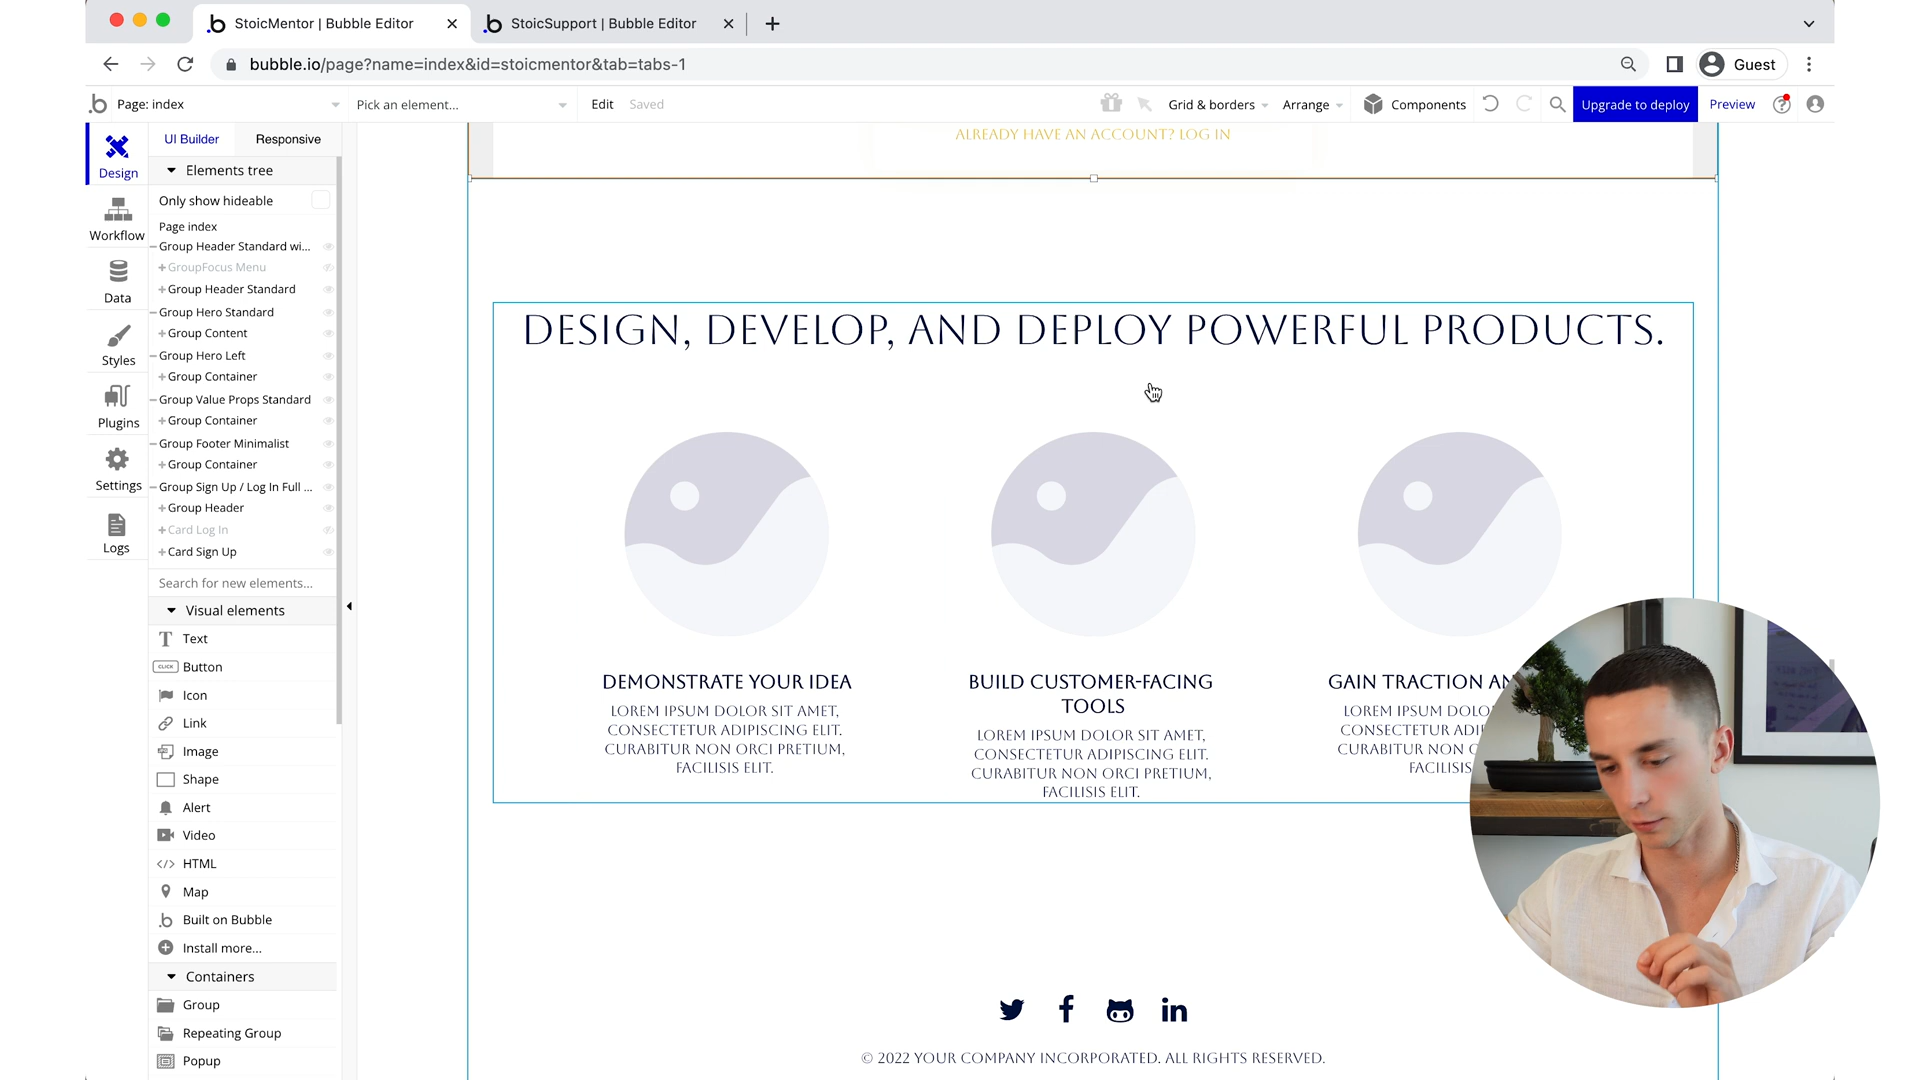 StoicMentor | Bubble Editor
StoicSupport | Bubble Editor
bubble.io/page?name=index&id=stoicmentor&tab=tabs-1
Guest
Page: index
Pick an element...
Edit
Saved
Grid & borders
Arrange
Components
Upgrade to deploy
Preview
Design
Workflow
Data
Styles
Plugins
Settings
Logs
UI Builder
Responsive
Elements tree
Only show hideable
Page index
Group Header Standard wi...
GroupFocus Menu
Group Header Standard
Group Hero Standard
Group Content
Group Hero Left
Group Container
Group Value Props Standard
Group Container
Group Footer Minimalist
Group Container
Group Sign Up / Log In Full ...
Group Header
Card Log In
Card Sign Up
Search for new elements...
Visual elements
Text
CLICK
Button
Icon
Link
Image
Shape
Alert
Video
HTML
Map
Built on Bubble
Install more...
Containers
Group
Repeating Group
Popup
ALREADY HAVE AN ACCOUNT? LOG IN
DESIGN, DEVELOP, AND DEPLOY POWERFUL PRODUCTS.
DEMONSTRATE YOUR IDEA
LOREM IPSUM DOLOR SIT AMET,
CONSECTETUR ADIPISCING ELIT.
CURABITUR NON ORCI PRETIUM,
FACILISIS ELIT.
BUILD CUSTOMER-FACING
TOOLS
LOREM IPSUM DOLOR SIT AMET,
CONSECTETUR ADIPISCING ELIT.
CURABITUR NON ORCI PRETIUM,
FACILISIS ELIT.
GAIN TRACTION
LOREM IPSUM
CONSECTETUR ADIP
CURABITUR NON
FACILISIS
© 2022 YOUR COMPANY INCORPORATED. ALL RIGHTS RESERVED.